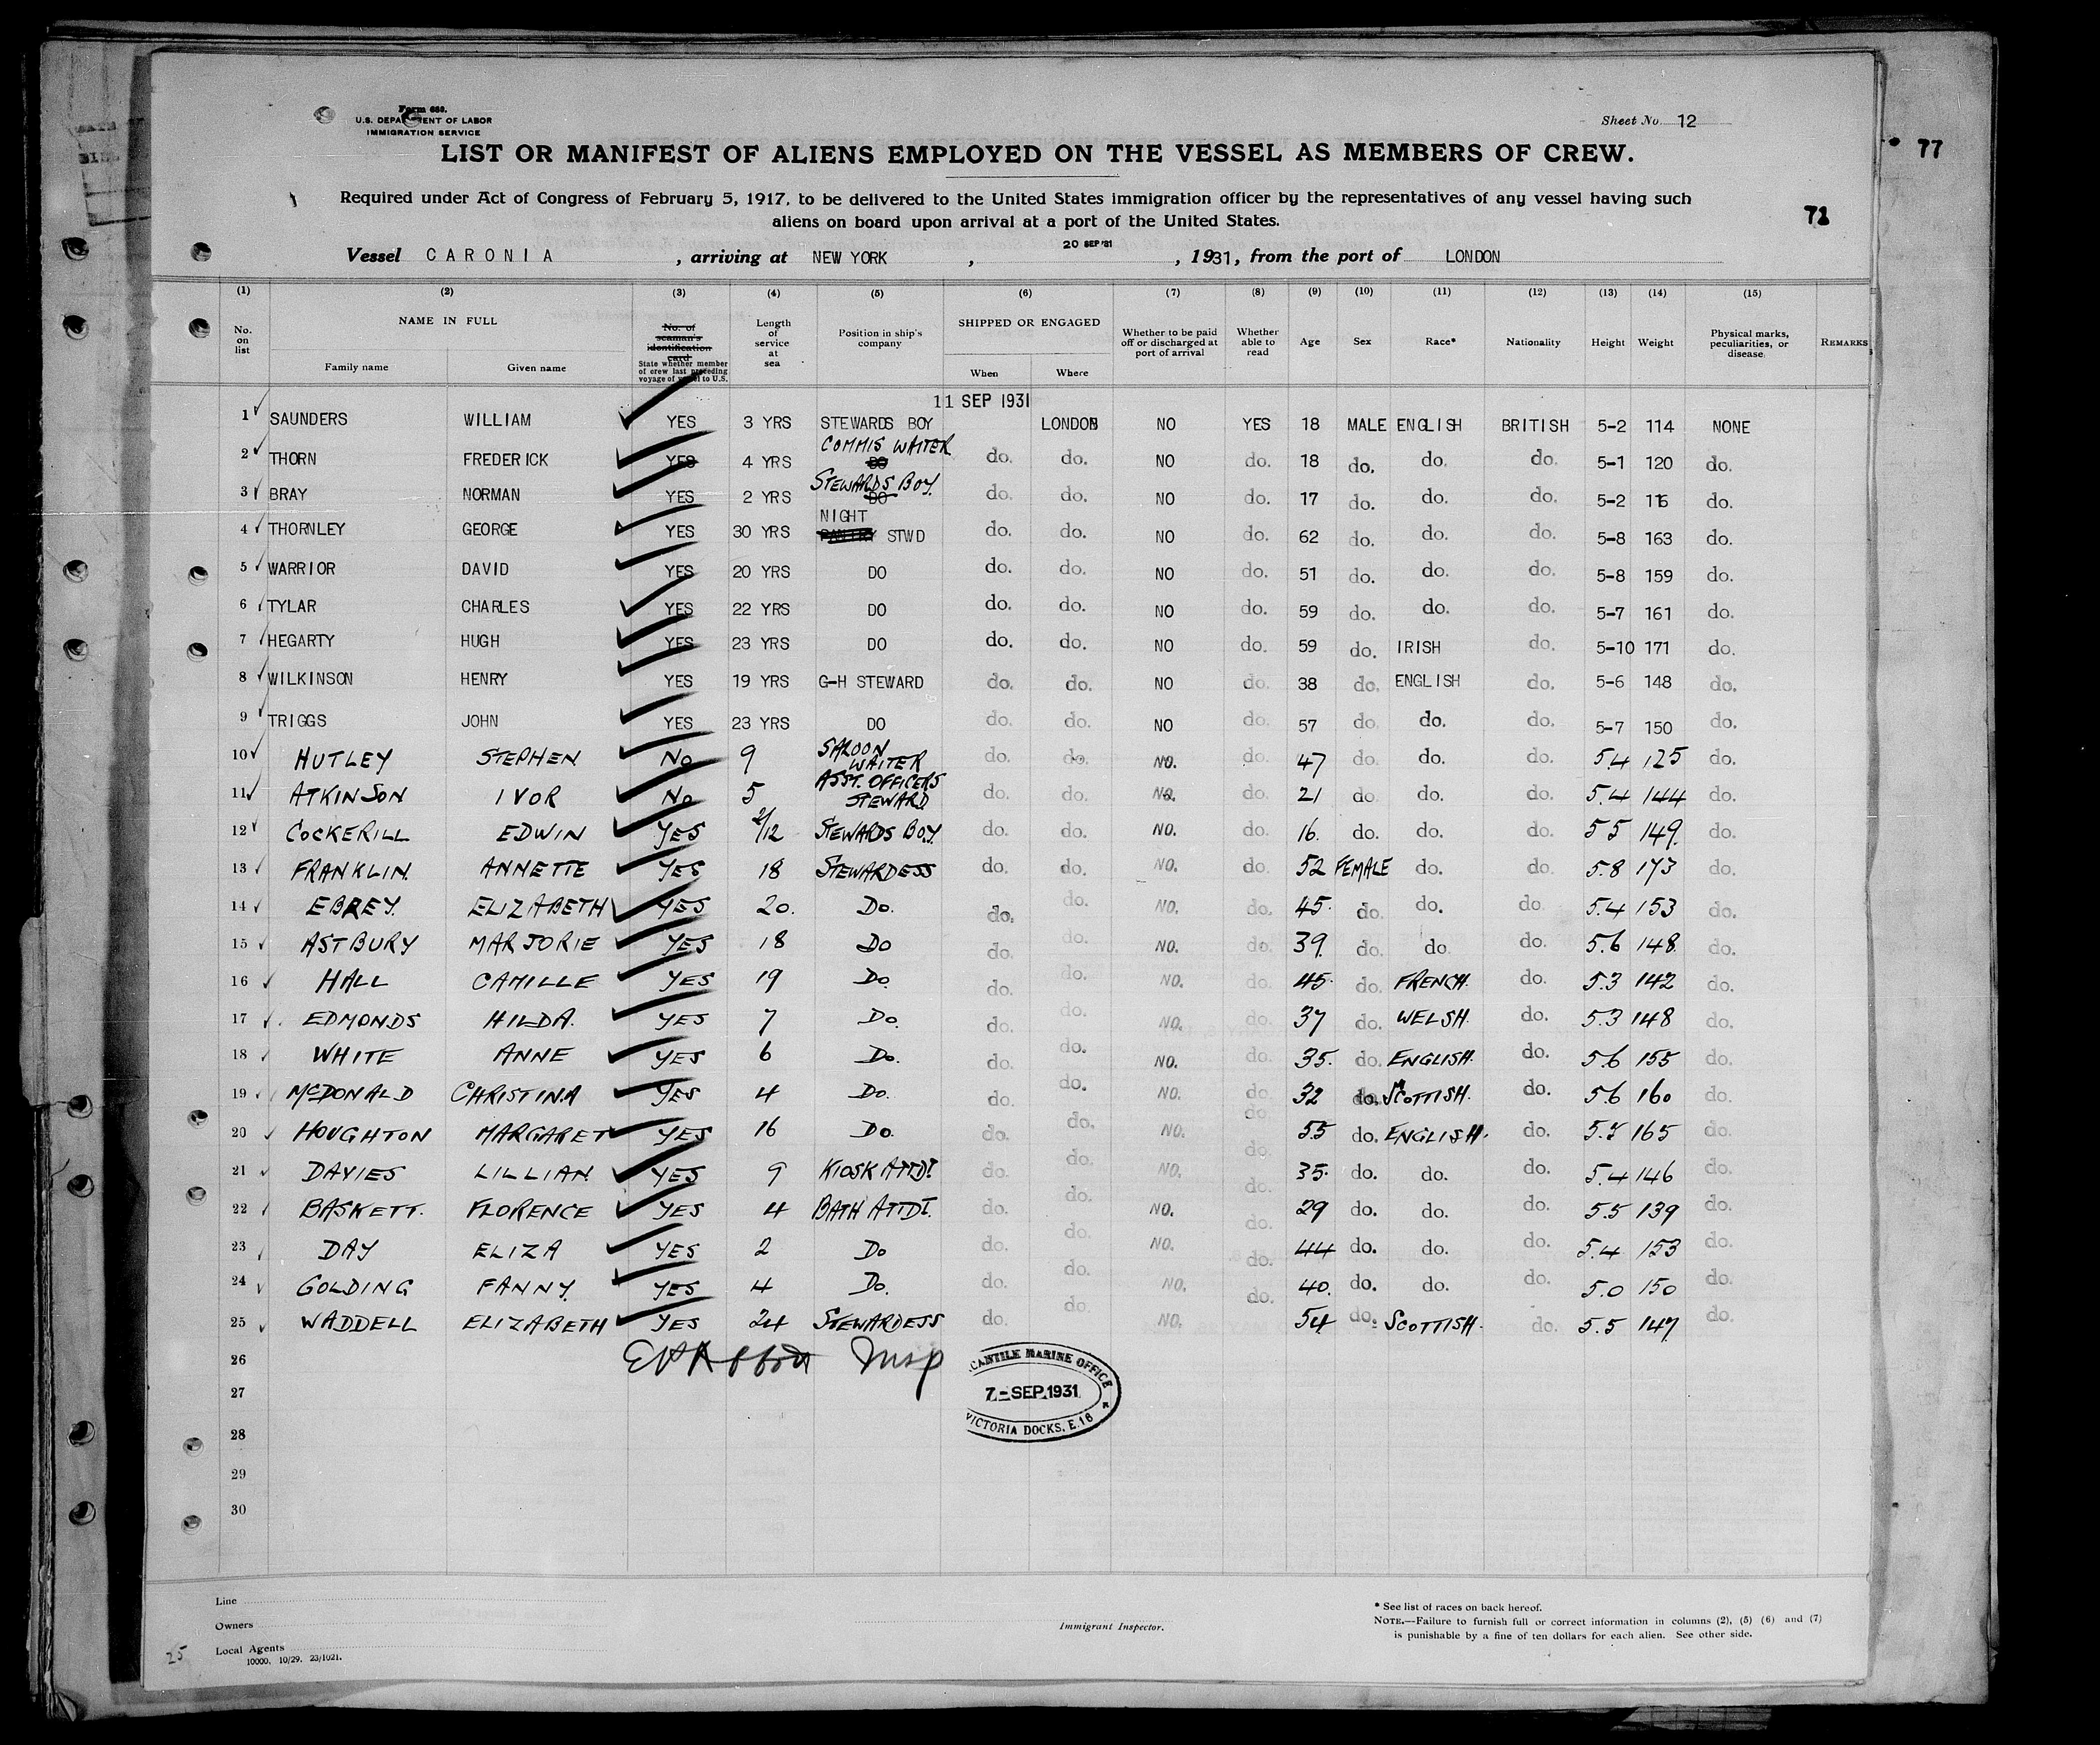 Form 680.
U.S. DEPARTMENT OF LABOR
IMMIGRATION SERVICE
Sheet No. 12
77
LIST OR MANIFEST OF ALIENS EMPLOYED ON THE VESSEL AS MEMBERS OF CREW.
Required under Act of Congress of February 5, 1917, to be delivered to the United States immigration officer by the representatives of any vessel having such
aliens on board upon arrival at a port of the United States.
71
Vessel CARONIA, arriving at NEW YORK, 20 SEP '31, 1931, from the port of LONDON
(1) (2) (3) (4) (5) (6) (7) (8) (9) (10) (11) (12) (13) (14) (15)
No. on list NAME IN FULL Family name Given name No. of seaman's identification card State whether member of crew last preceding voyage of vessel to U.S. Length of service at sea Position in ship's company SHIPPED OR ENGAGED When Where Whether to be paid off or discharged at port of arrival Whether able to read Age Sex Race* Nationality Height Weight Physical marks, peculiarities, or disease REMARKS
11 SEP 1931
1 SAUNDERS WILLIAM YES 3 YRS STEWARDS BOY LONDON NO YES 18 MALE ENGLISH BRITISH 5-2 114 NONE
2 THORN FREDERICK YES 4 YRS COMMIS WAITER DO do. do. NO do. 18 do. do. do. 5-1 120 do.
3 BRAY NORMAN YES 2 YRS STEWARDS BOY. DO do. do. NO do. 17 do. do. do. 5-2 116 do.
4 THORNLEY GEORGE YES 30 YRS NIGHT PANTRY STWD do. do. NO do. 62 do. do. do. 5-8 163 do.
5 WARRIOR DAVID YES 20 YRS DO do. do. NO do. 51 do. do. do. 5-8 159 do.
6 TYLAR CHARLES YES 22 YRS DO do. do. NO do. 59 do. do. do. 5-7 161 do.
7 HEGARTY HUGH YES 23 YRS DO do. do. NO do. 59 do. IRISH do. 5-10 171 do.
8 WILKINSON HENRY YES 19 YRS G-H STEWARD do. do. NO do. 38 do. ENGLISH do. 5-6 148 do.
9 TRIGGS JOHN YES 23 YRS DO do. do. NO do. 57 do. do. do. 5-7 150 do.
10 HUTLEY STEPHEN No 9 SALOON WAITER do. do. NO. do. 47 do. do. do. 5.4 125 do.
11 ATKINSON IVOR No 5 ASST. OFFICERS STEWARD do. do. NO. do. 21 do. do. do. 5.4 144 do.
12 COCKERILL EDWIN YES 2/12 STEWARDS BOY. do. do. NO. do. 16. do. do. do. 5 5 149. do.
13 FRANKLIN. ANNETTE YES 18 STEWARDESS do. do. NO. do. 52 FEMALE do. do. 5.8 173 do.
14 EBREY. ELIZABETH YES 20. Do. do. do. NO. do. 45. do. do. do 5.4 153 do.
15 ASTBURY MARJORIE YES 18 Do do. do. NO. do. 39. do. do. do. 5.6 148. do.
16 HALL CAMILLE YES 19 Do. do. do. NO. do. 45. do. FRENCH. do. 5.3 142 do.
17 EDMONDS HILDA. YES 7 Do. do. do. NO. do. 37 do. WELSH. do. 5.3 148 do.
18 WHITE ANNE YES 6 Do. do. do. NO. do. 35. do. ENGLISH. do. 5.6 155 do.
19 McDONALD CHRISTINA YES 4 Do. do. do. NO. do. 32 do. SCOTTISH. do. 5.6 160 do.
20 HOUGHTON MARGARET YES 16 Do. do. do. NO. do. 55 do. ENGLISH. do. 5.5 165 do.
21 DAVIES LILLIAN. YES 9 KIOSK ATTDT. do. do. NO. do. 35. do. do. do. 5.4 146 do.
22 BASKETT. FLORENCE YES 4 BATH ATTDT. do. do. NO. do. 29 do. do. do. 5.5 139 do.
23 DAY ELIZA YES 2 Do do. do. NO. do. 44 do. do. do. 5.4 153 do.
24 GOLDING FANNY. YES 4 Do. do. do. NO. do. 40. do. do. do. 5.0 150 do.
25 WADDELL ELIZABETH YES 24 STEWARDESS do. do. NO. do. 54 do. SCOTTISH. do. 5.5 147 do.
26 Insp
27
28
29
30
MERCANTILE MARINE OFFICE
7-SEP.1931
VICTORIA DOCKS, E.16
Line
Owners
Local Agents
10000. 10/29. 23/1021.
25
Immigrant Inspector.
* See list of races on back hereof.
NOTE.—Failure to furnish full or correct information in columns (2), (5) (6) and (7)
is punishable by a fine of ten dollars for each alien. See other side.